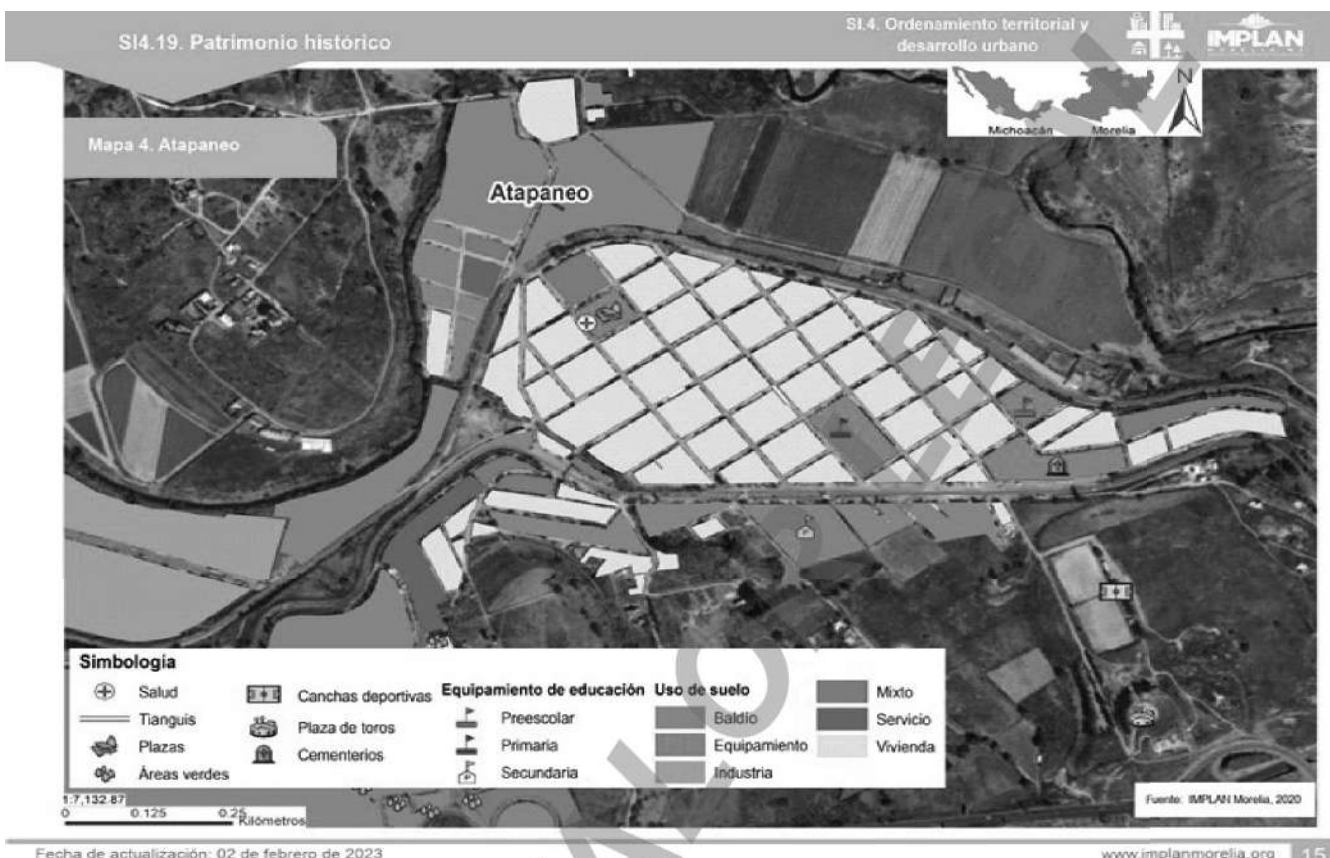 SI4.19. Patrimonio histórico
SI.4. Ordenamiento territorial y
desarrollo urbano
IMPLAN
Mapa 4. Atapaneo
N
Michoacán
Morelia
Atapaneo
Simbología
Salud
Tianguis
Plazas
Áreas verdes
Canchas deportivas
Plaza de toros
Cementerios
Equipamiento de educación
Preescolar
Primaria
Secundaria
Uso de suelo
Baldío
Equipamiento
Industria
Mixto
Servicio
Vivienda
1:7,132.87
0 0.125 0.25
Kilómetros
Fuente: IMPLAN Morelia, 2020
Fecha de actualización: 02 de febrero de 2023
www.implanmorelia.org 15